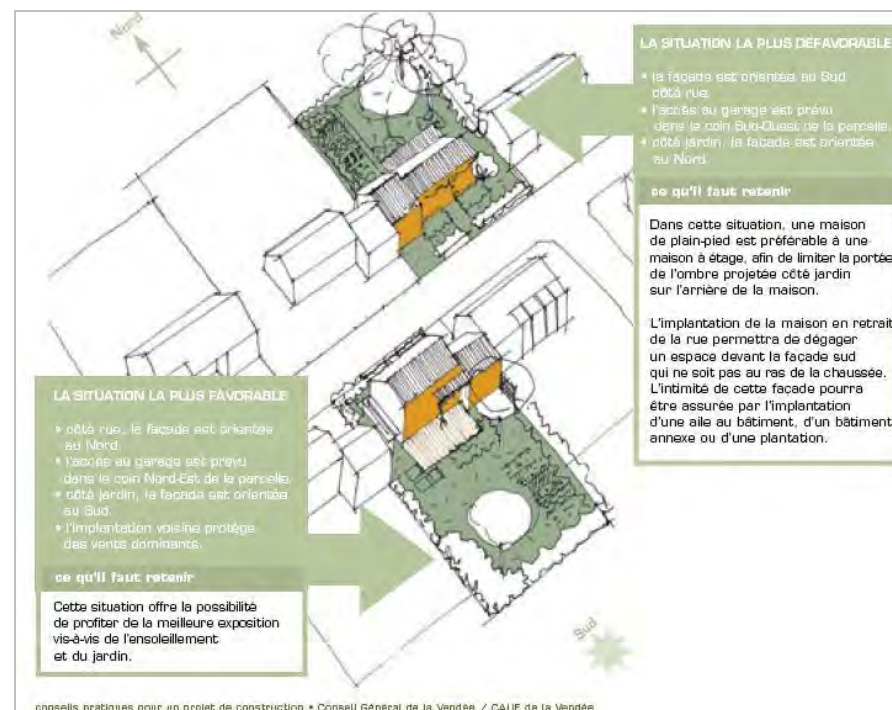 Nord
LA SITUATION LA PLUS DÉFAVORABLE
• la façade est orientée au Sud
côté rue.
• l'accès au garage est prévu
dans le coin Sud-Ouest de la parcelle.
• côté jardin, la façade est orientée
au Nord.
ce qu'il faut retenir
Dans cette situation, une maison
de plain-pied est préférable à une
maison à étage, afin de limiter la portée
de l'ombre projetée côté jardin
sur l'arrière de la maison.
L'implantation de la maison en retrait
de la rue permettra de dégager
un espace devant la façade sud
qui ne soit pas au ras de la chaussée.
L'intimité de cette façade pourra
être assurée par l'implantation
d'une aile au bâtiment, d'un bâtiment
annexe ou d'une plantation.
LA SITUATION LA PLUS FAVORABLE
• côté rue, la façade est orientée
au Nord.
• l'accès au garage est prévu
dans le coin Nord-Est de la parcelle.
• côté jardin, la façade est orientée
au Sud.
• l'implantation voisine protège
des vents dominants.
ce qu'il faut retenir
Cette situation offre la possibilité
de profiter de la meilleure exposition
vis-à-vis de l'ensoleillement
et du jardin.
Sud
conseils pratiques pour un projet de construction • Conseil Général de la Vendée / CAUE de la Vendée